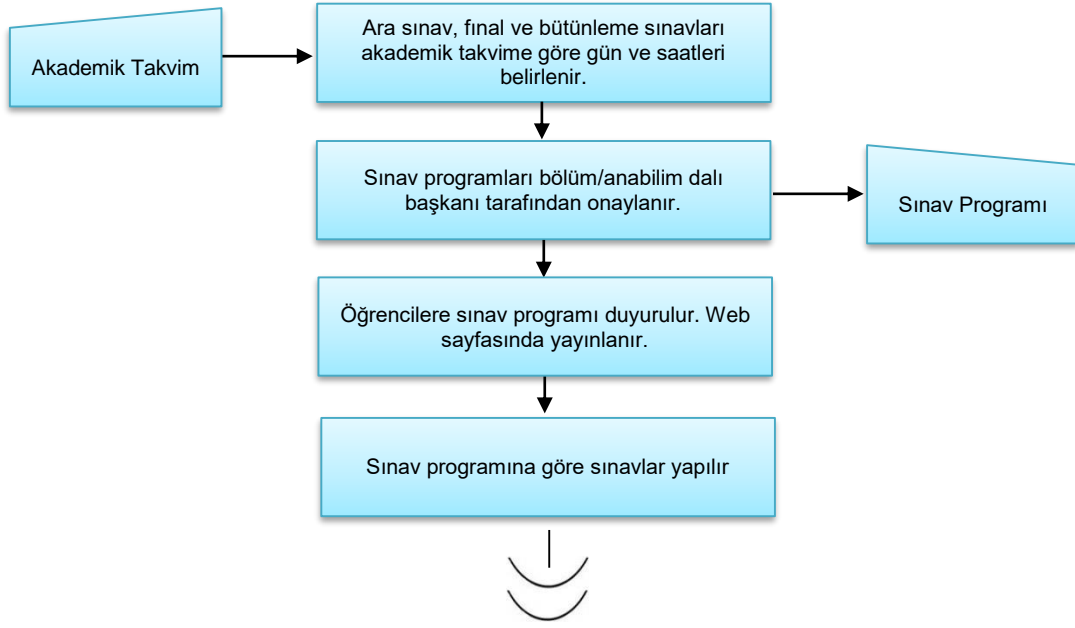 Akademik Takvim
Ara sınav, fınal ve bütünleme sınavları
akademik takvime göre gün ve saatleri
belirlenir.
Sınav programları bölüm/anabilim dalı
başkanı tarafından onaylanır.
Sınav Programı
Öğrencilere sınav programı duyurulur. Web
sayfasında yayınlanır.
Sınav programına göre sınavlar yapılır